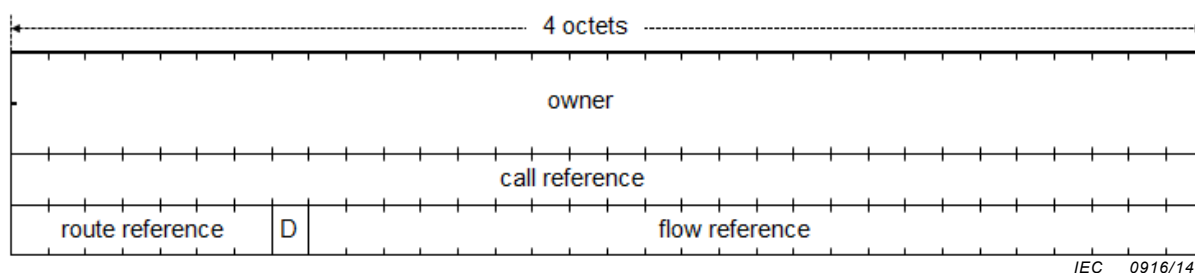 4 octets
owner
call reference
route reference D flow reference
IEC 0916/14